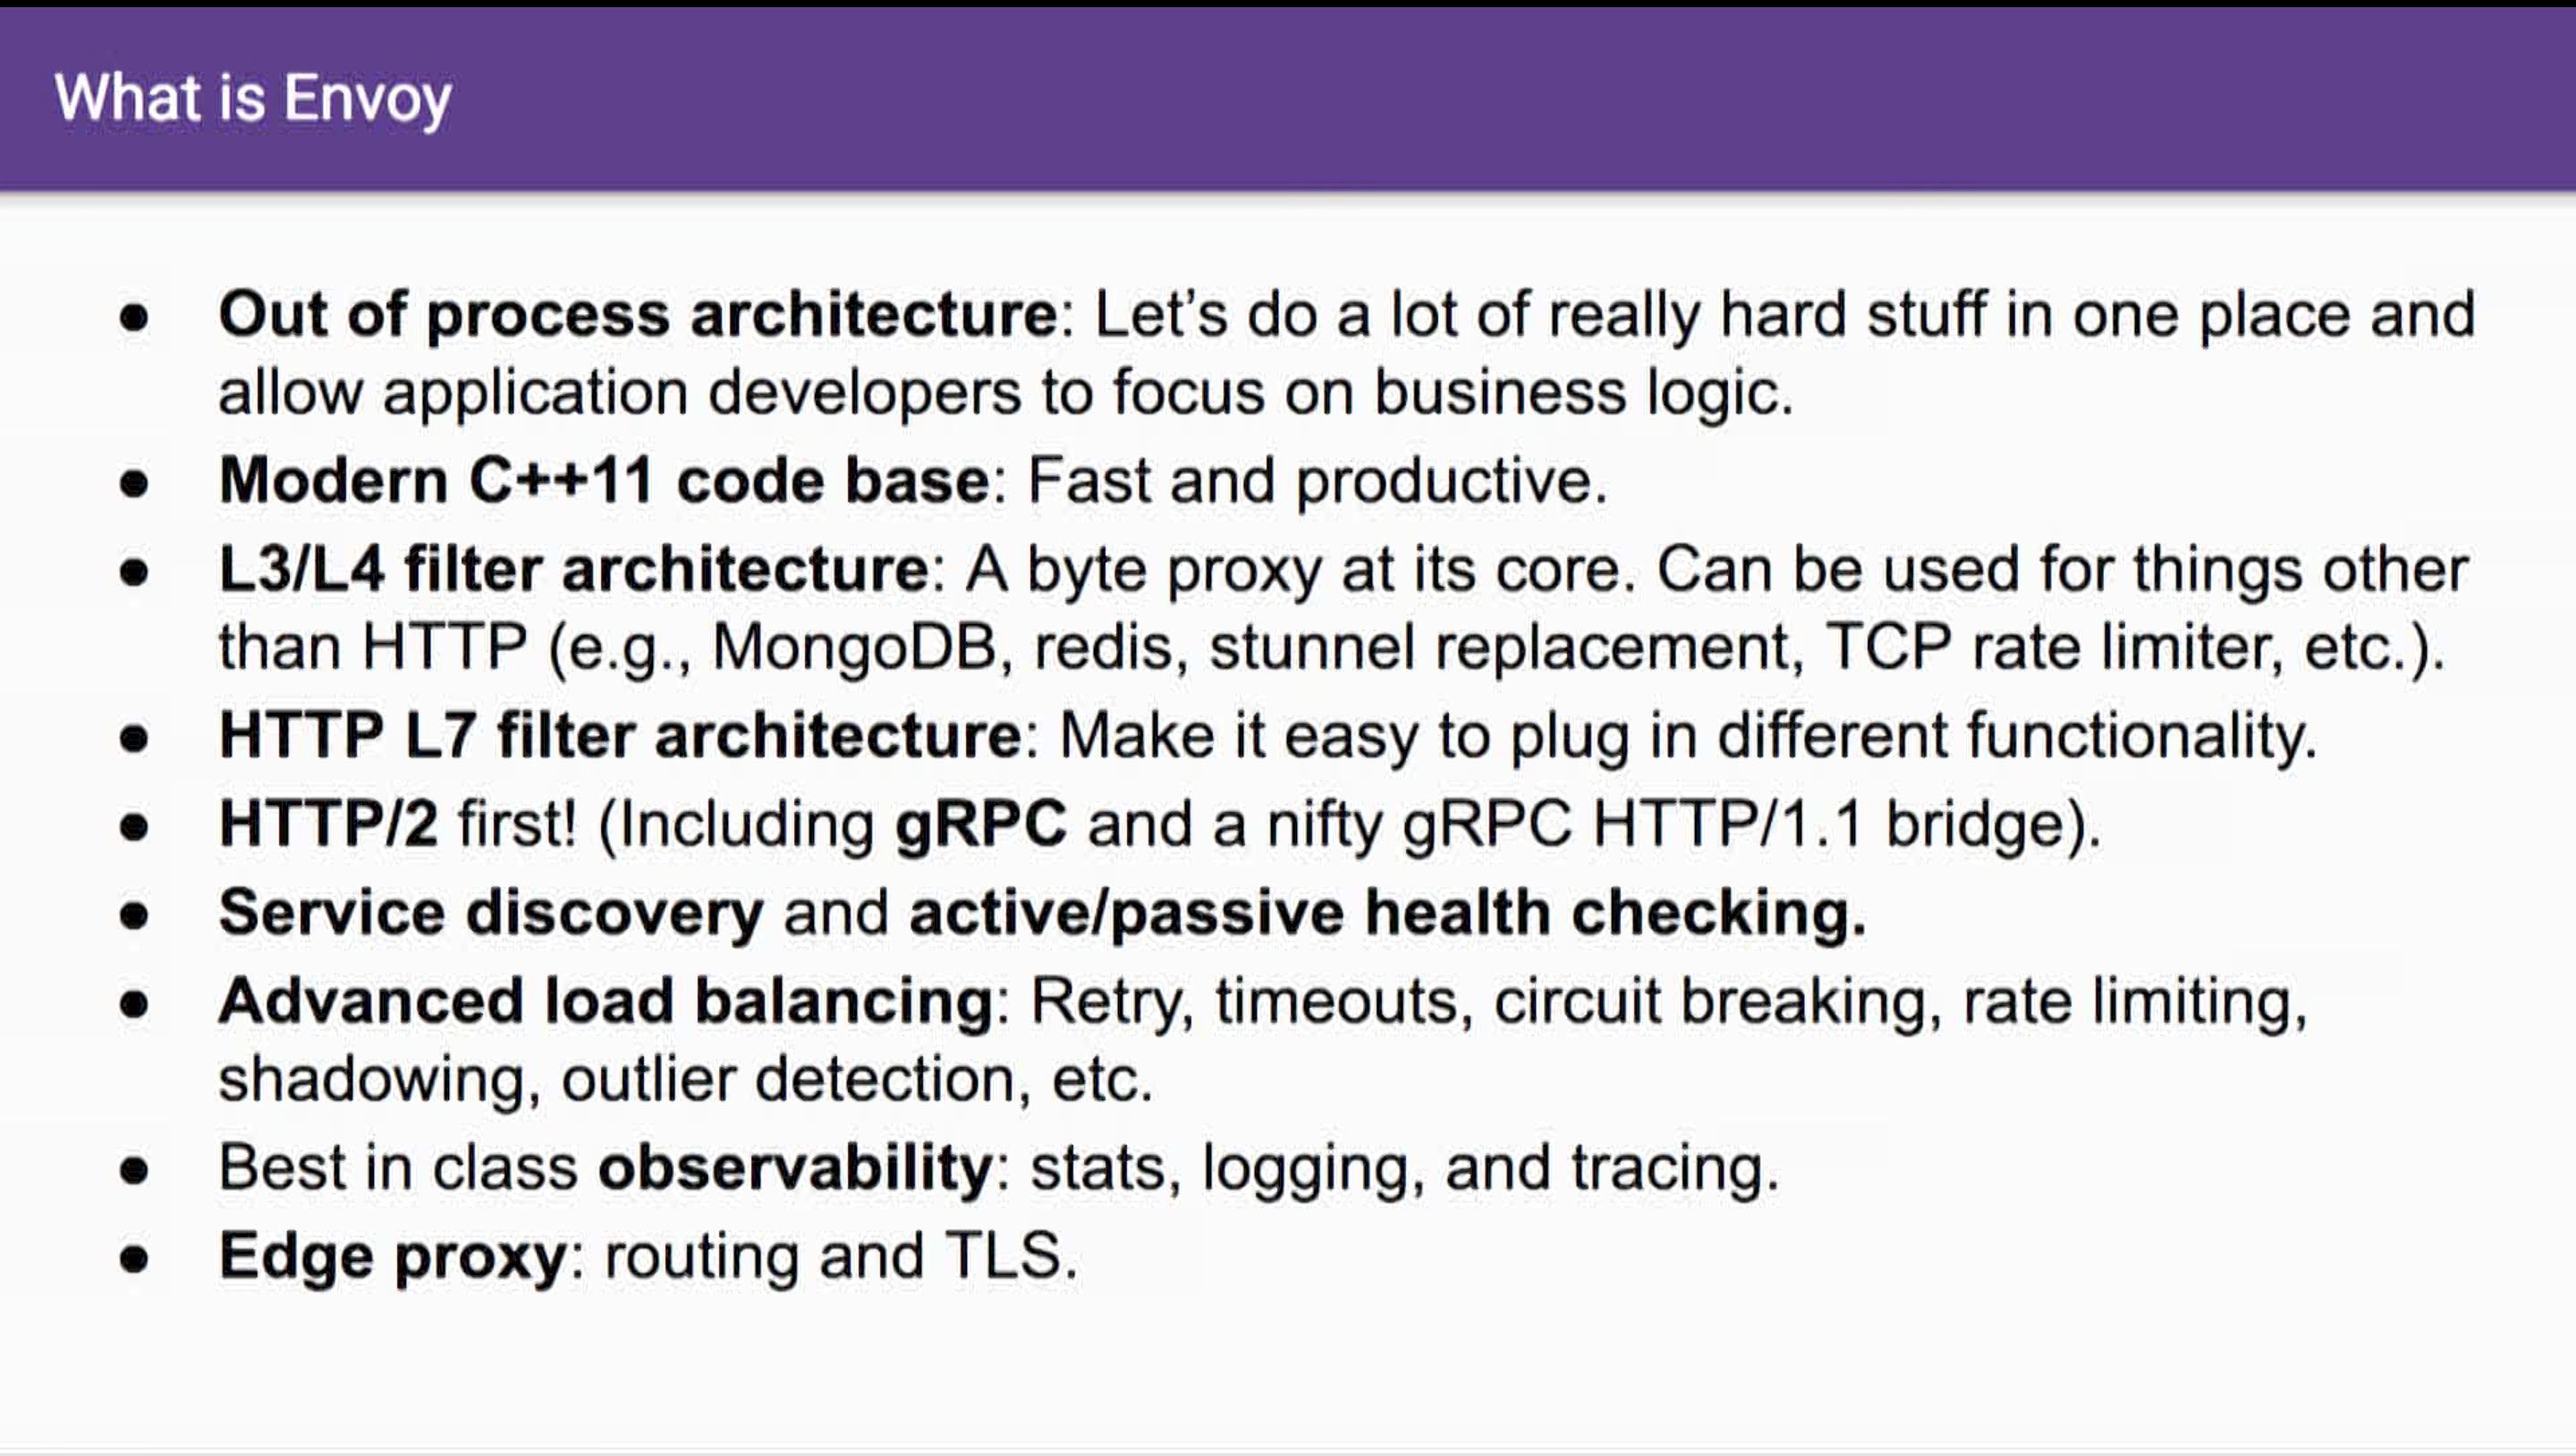 What is Envoy
● Out of process architecture: Let’s do a lot of really hard stuff in one place and
allow application developers to focus on business logic.
● Modern C++11 code base: Fast and productive.
● L3/L4 filter architecture: A byte proxy at its core. Can be used for things other
than HTTP (e.g., MongoDB, redis, stunnel replacement, TCP rate limiter, etc.).
● HTTP L7 filter architecture: Make it easy to plug in different functionality.
● HTTP/2 first! (Including gRPC and a nifty gRPC HTTP/1.1 bridge).
● Service discovery and active/passive health checking.
● Advanced load balancing: Retry, timeouts, circuit breaking, rate limiting,
shadowing, outlier detection, etc.
● Best in class observability: stats, logging, and tracing.
● Edge proxy: routing and TLS.